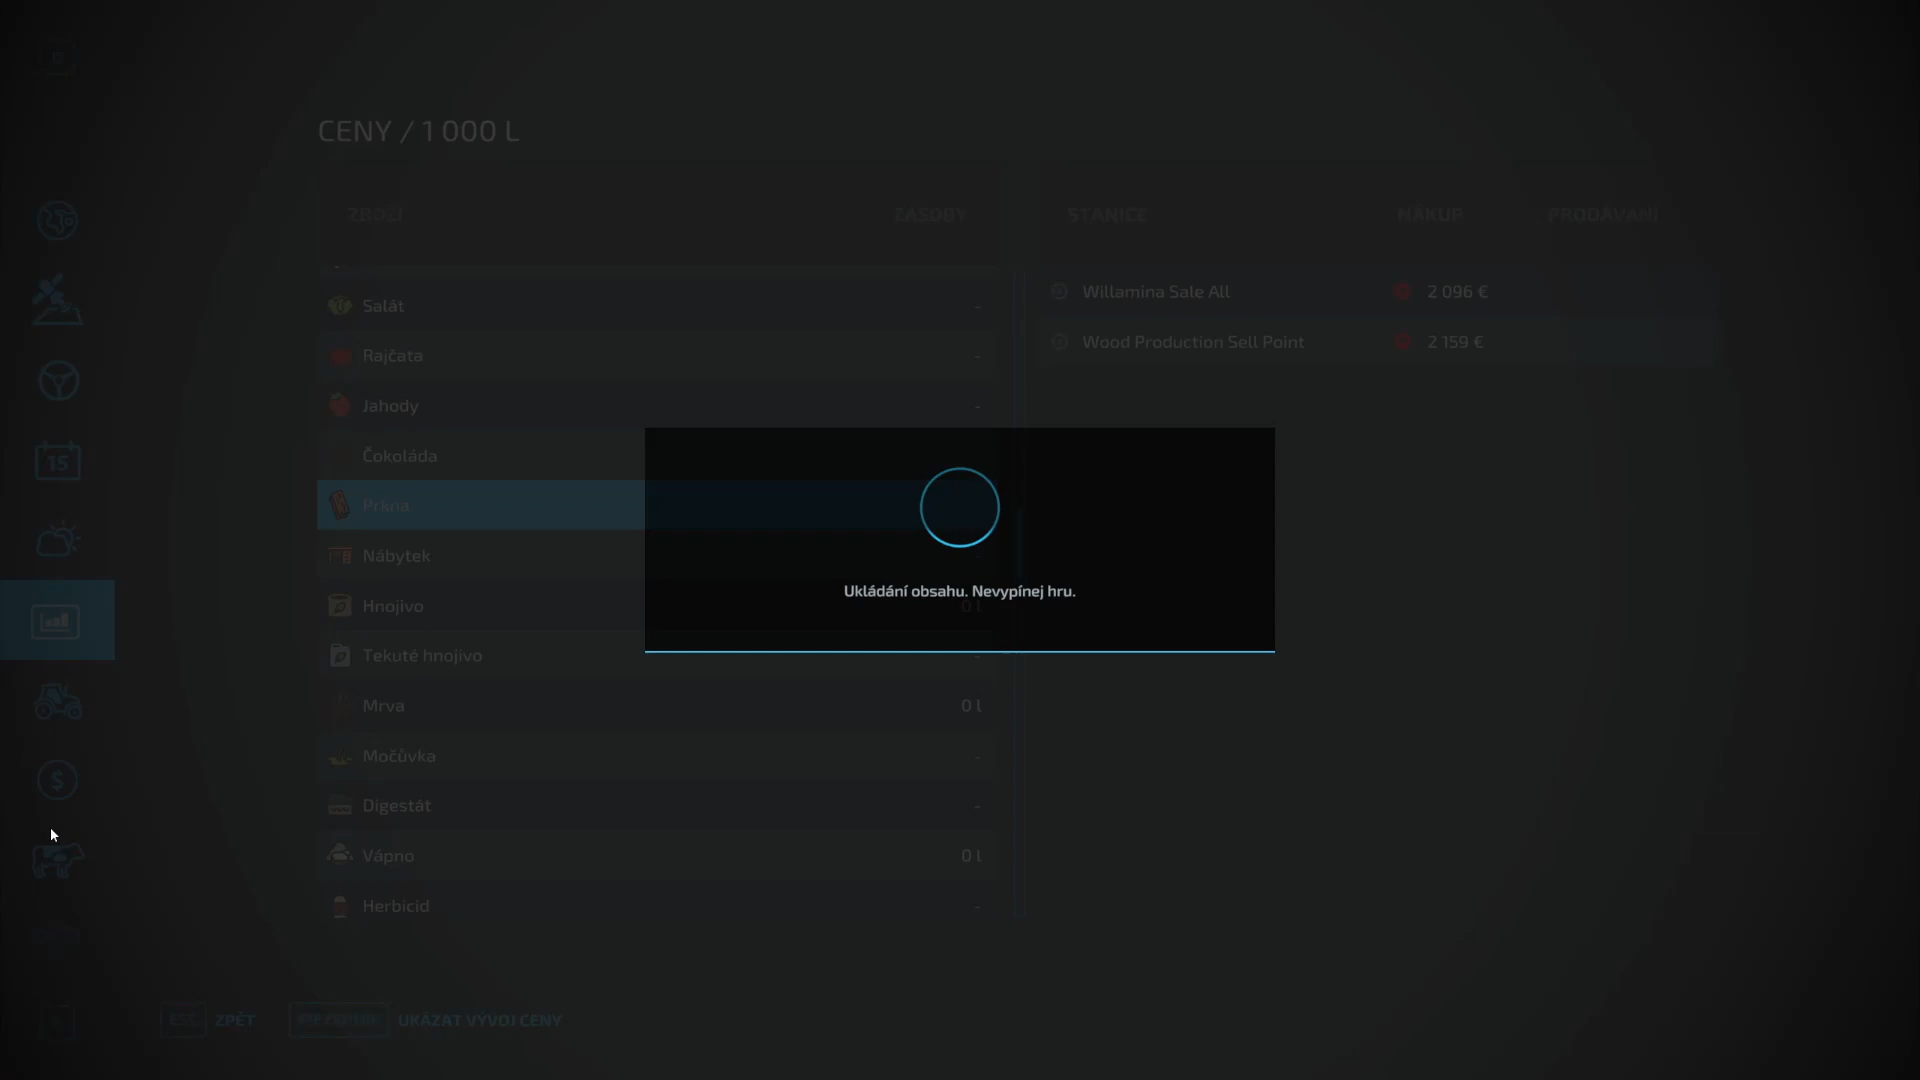 CENY / 1 000 L
ZBOŽÍ ZÁSOBY
STANICE NÁKUP PRODÁVÁNÍ
Salát -
Rajčata -
Jahody -
Čokoláda
Prkna
Nábytek
Hnojivo 0 l
Tekuté hnojivo -
Mrva 0 l
Močůvka -
Digestát -
Vápno 0 l
Herbicid -
Willamina Sale All 2 096 €
Wood Production Sell Point 2 159 €
Ukládání obsahu. Nevypínej hru.
15
$
ESC ZPĚT UKÁZAT VÝVOJ CENY